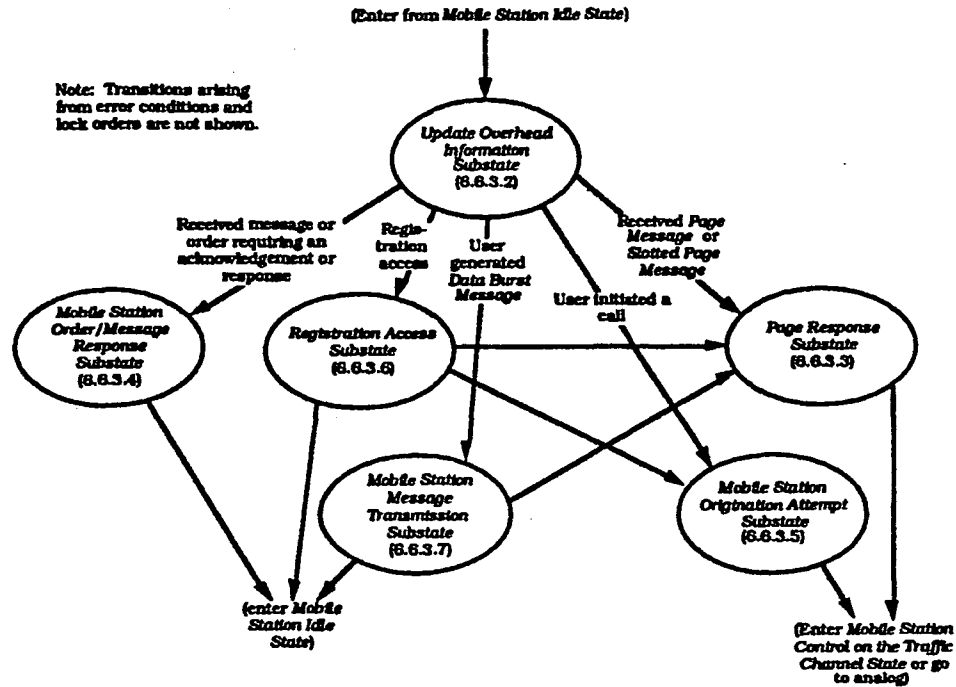 (Enter from Mobile Station Idle State)
Note: Transitions arising
from error conditions and
lock orders are not shown.
Update Overhead
Information
Substate
(6.6.3.2)
Received message or
order requiring an
acknowledgement or
response
Regis-
tration
access
User
generated
Data Burst
Message
User initiated a
call
Received Page
Message or
Slotted Page
Message
Mobile Station
Order/Message
Response
Substate
(6.6.3.4)
Registration Access
Substate
(6.6.3.6)
Page Response
Substate
(6.6.3.3)
Mobile Station
Message
Transmission
Substate
(6.6.3.7)
Mobile Station
Origination Attempt
Substate
(6.6.3.5)
(enter Mobile
Station Idle
State)
(Enter Mobile Station
Control on the Traffic
Channel State or go
to analog)